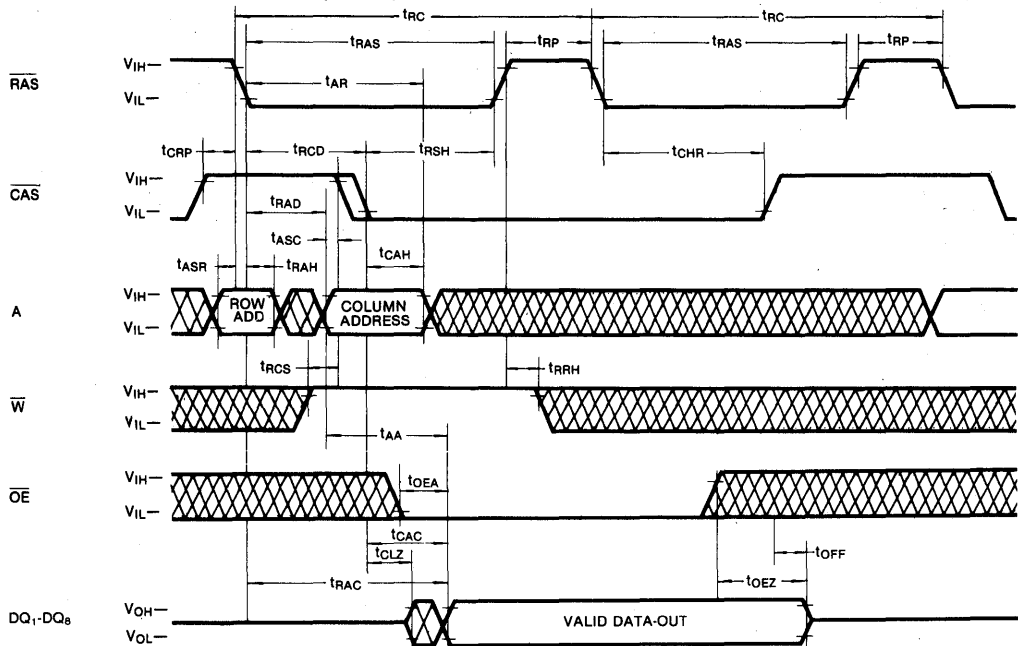 tRC tRC
tRAS tRP tRAS tRP
RAS VIH— tAR
VIL—
tCRP tRCD tRSH tCHR
CAS VIH—
VIL— tRAD
tASC
tASR tRAH tCAH
A VIH— ROW ADD COLUMN ADDRESS
VIL—
tRCS tRRH
W VIH—
VIL—
tAA
OE VIH— tOEA
VIL—
tCAC
tCLZ tOFF
tRAC tOEZ
DQ1-DQ8 VOH— VALID DATA-OUT
VOL—